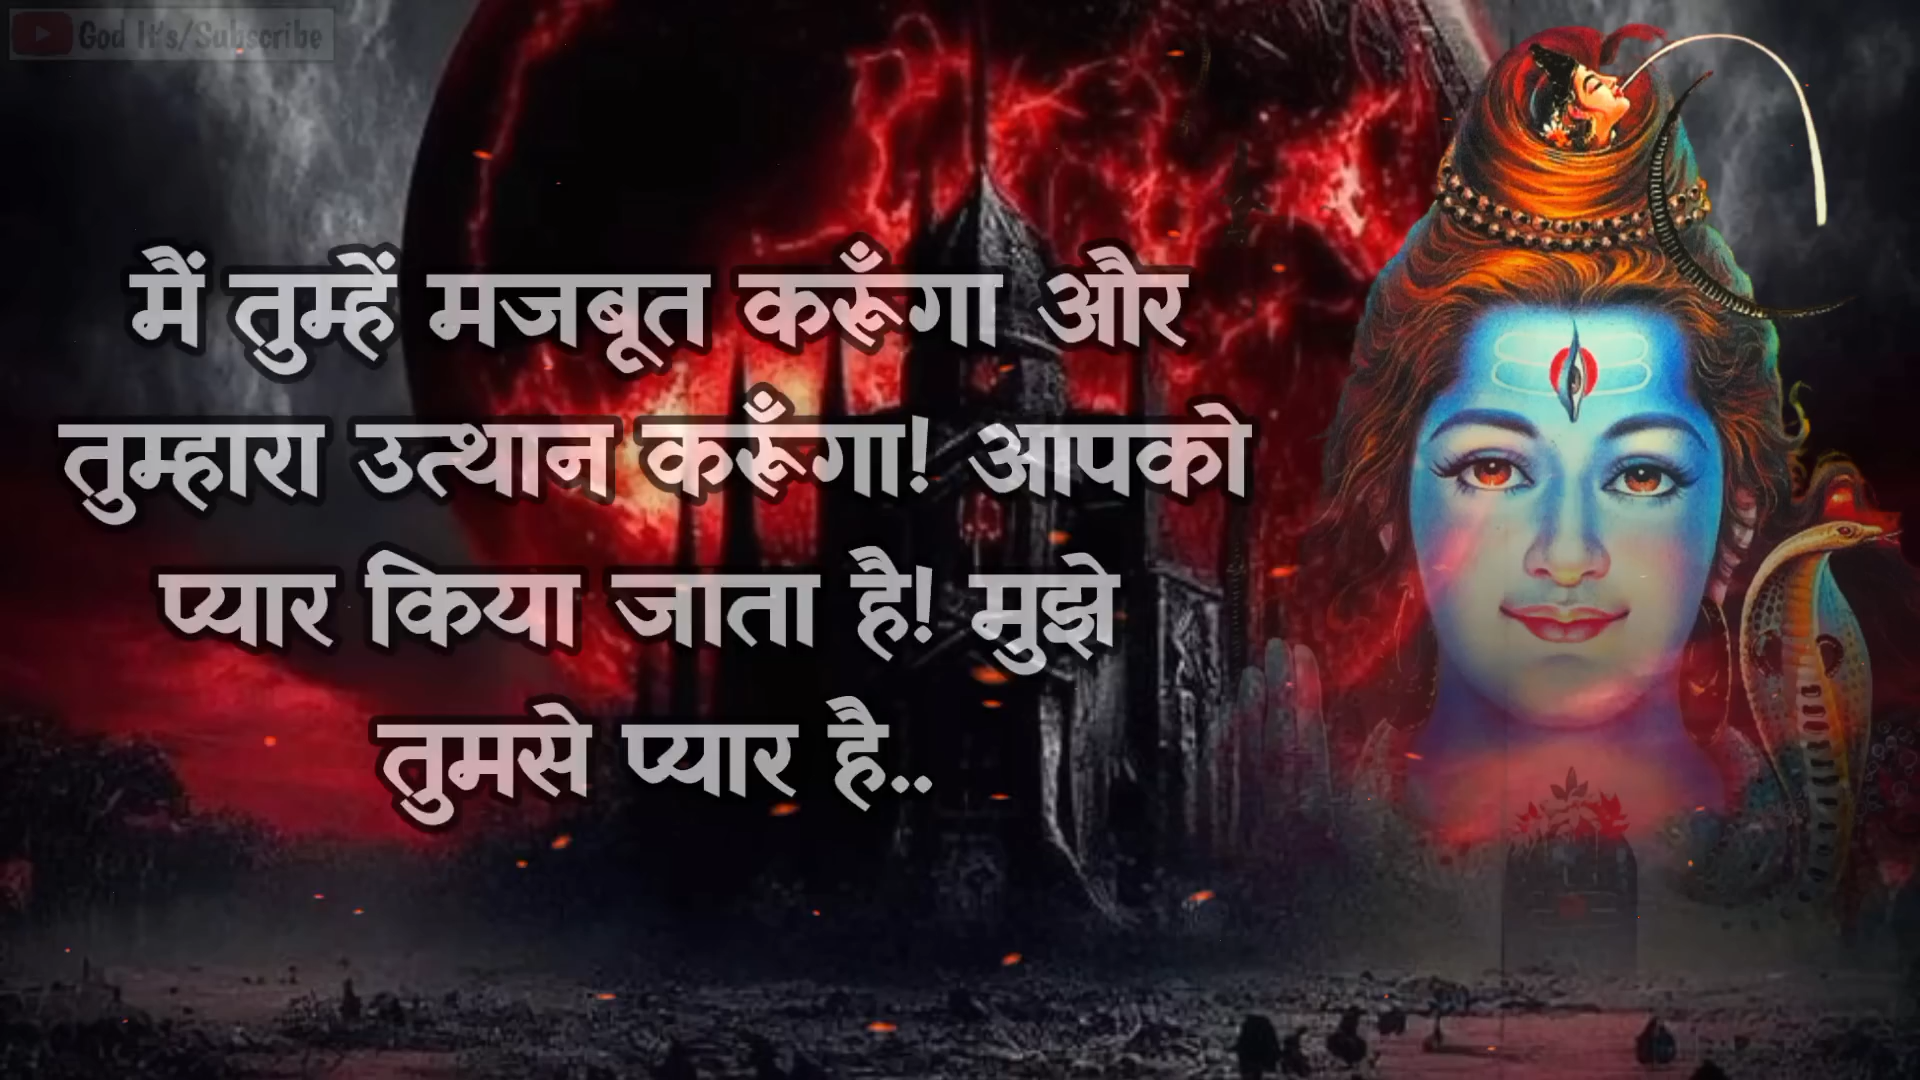 God It's/Subscribe
मैं तुम्हें मजबूत करूँगा और
तुम्हारा उत्थान करूँगा! आपको
प्यार किया जाता है! मुझे
तुमसे प्यार है..